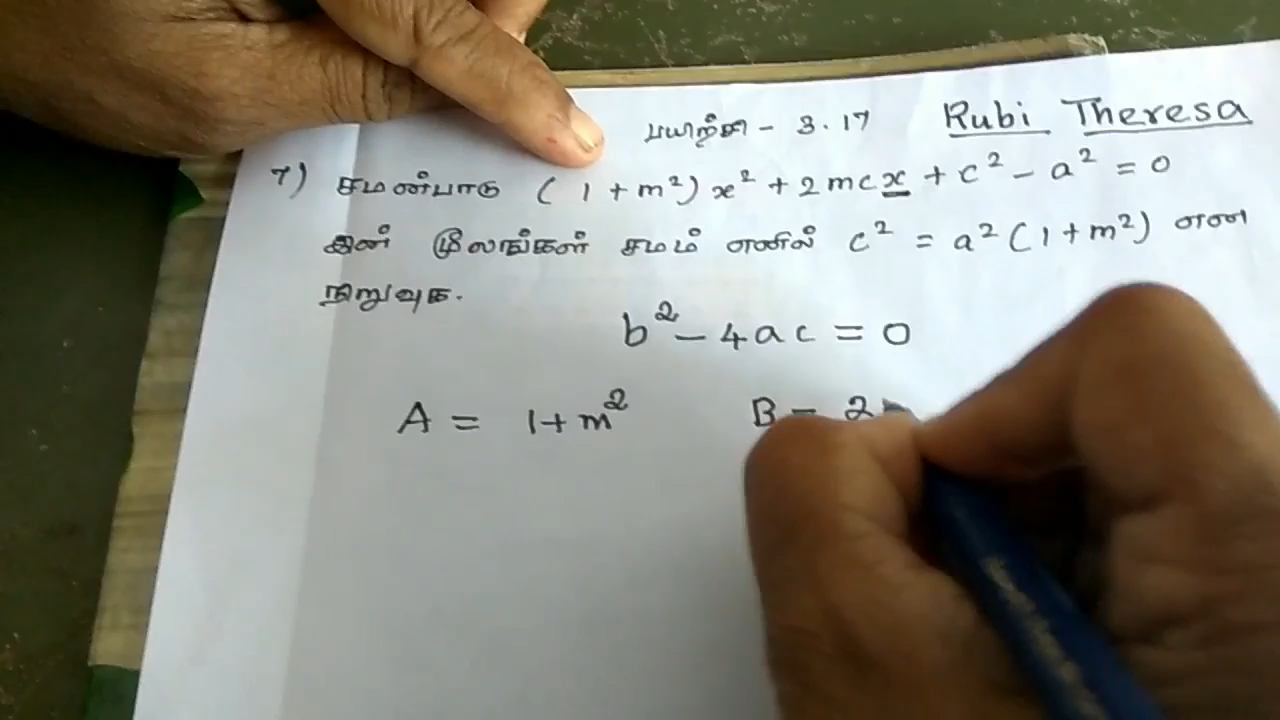 பயிற்சி - 3.17 Rubi Theresa
7) சமன்பாடு (1+m²)x² + 2mcx + c² - a² = 0
இன் மூலங்கள் சமம் எனில் c² = a²(1+m²) என
நிறுவுக.
b² - 4ac = 0
A = 1+m² B = 2